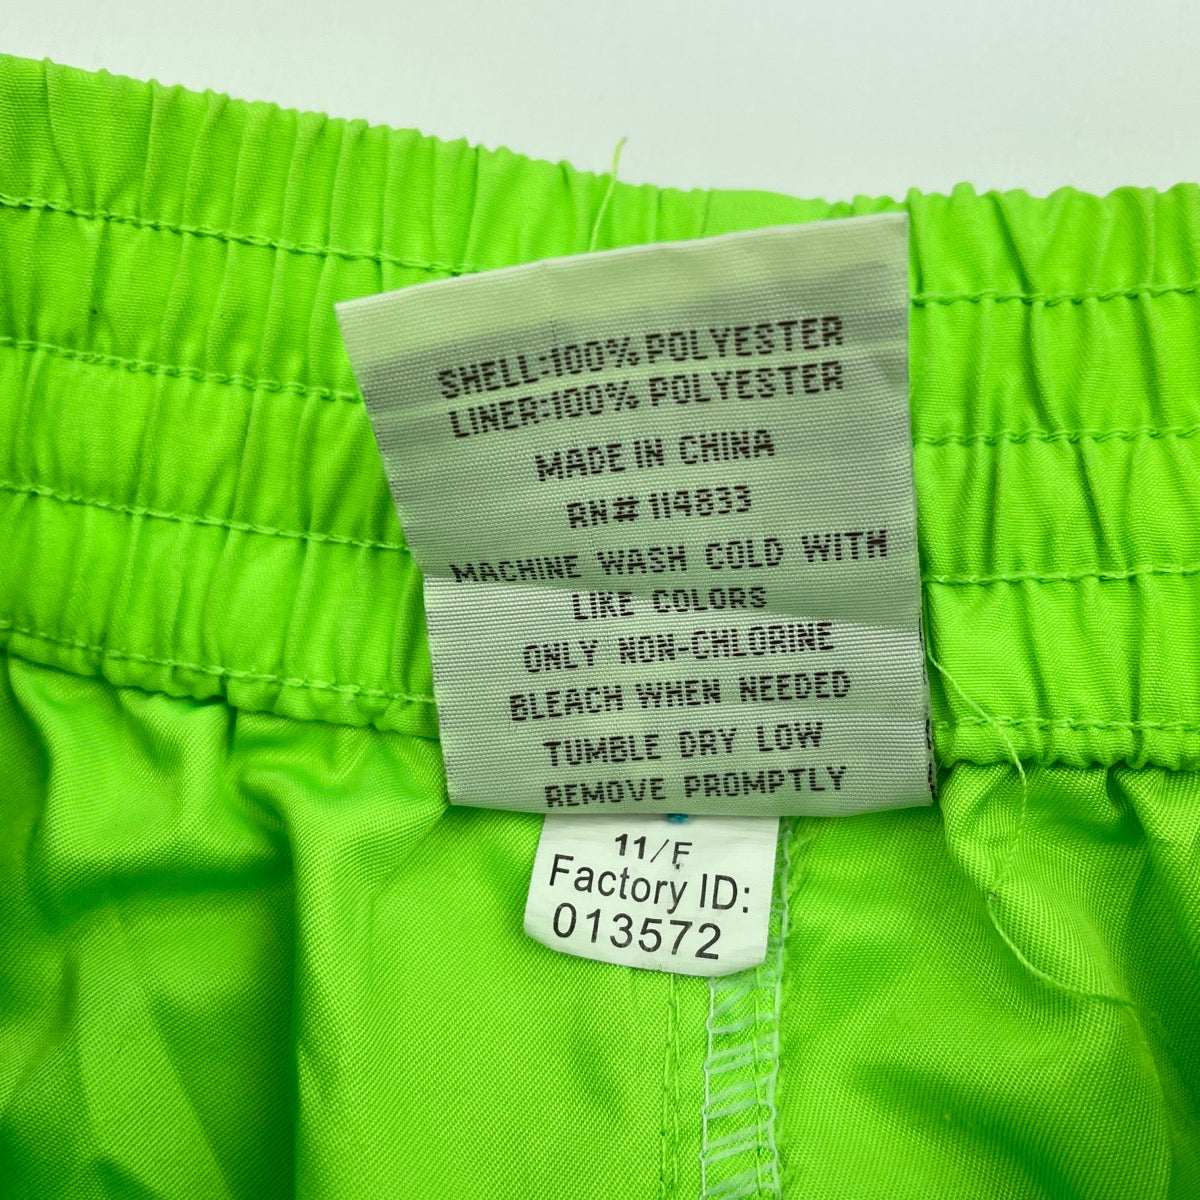 SHELL:100% POLYESTER
LINER:100% POLYESTER
MADE IN CHINA
RN# 114833
MACHINE WASH COLD WITH
LIKE COLORS
ONLY NON-CHLORINE
BLEACH WHEN NEEDED
TUMBLE DRY LOW
REMOVE PROMPTLY
11/F
Factory ID:
013572